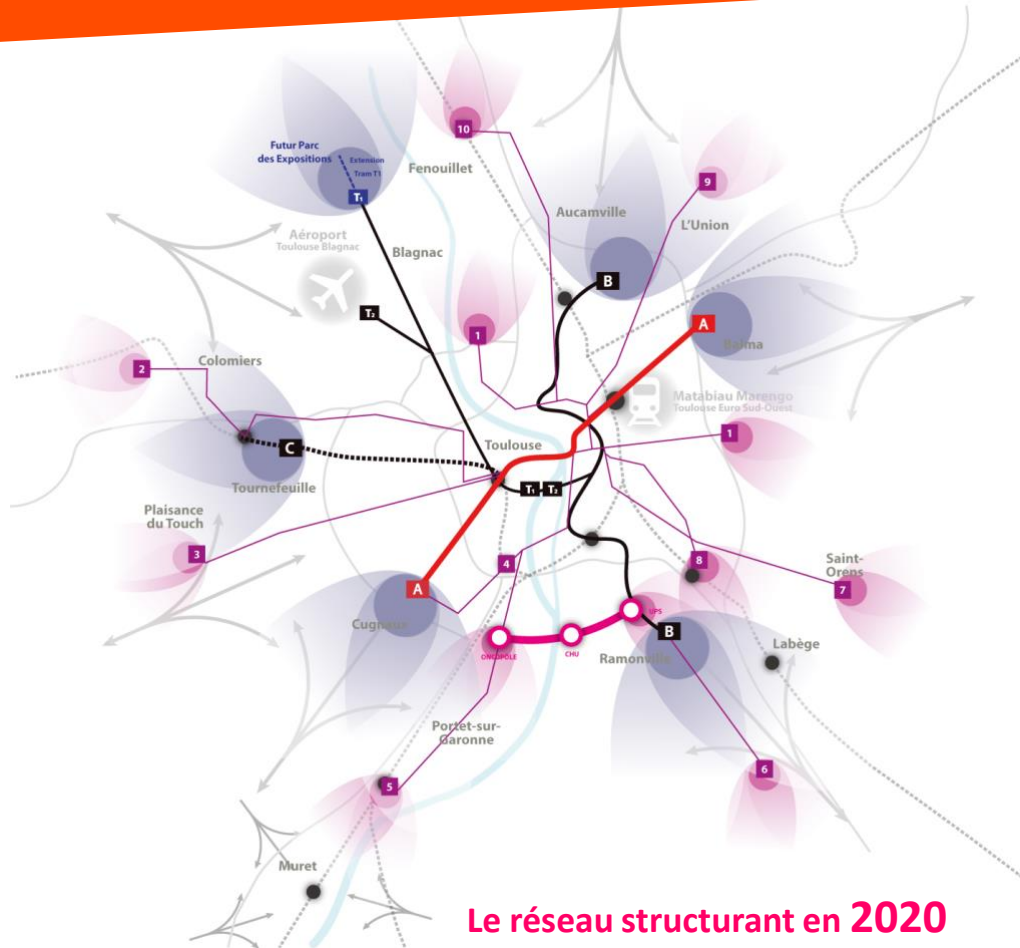 10
Futur Parc
des Expositions
Extension
Tram T1
Fenouillet
9
T1
Aucamville
L'Union
Aéroport
Toulouse Blagnac
Blagnac
B
T2
A
1
Balma
Colomiers
2
Matabiau Marengo
Toulouse Euro Sud-Ouest
1
Toulouse
C
Tournefeuille
T1
T2
Plaisance
du Touch
3
4
8
Saint-
Orens
7
A
Cugnaux
UPS
B
ONCOPOLE
CHU
Ramonville
Labège
Portet-sur-
Garonne
6
5
Muret
Le réseau structurant en 2020